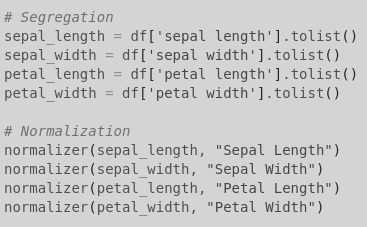 # Segregation
sepal_length = df['sepal length'].tolist()
sepal_width = df['sepal width'].tolist()
petal_length = df['petal length'].tolist()
petal_width = df['petal width'].tolist()

# Normalization
normalizer(sepal_length, "Sepal Length")
normalizer(sepal_width, "Sepal Width")
normalizer(petal_length, "Petal Length")
normalizer(petal_width, "Petal Width")